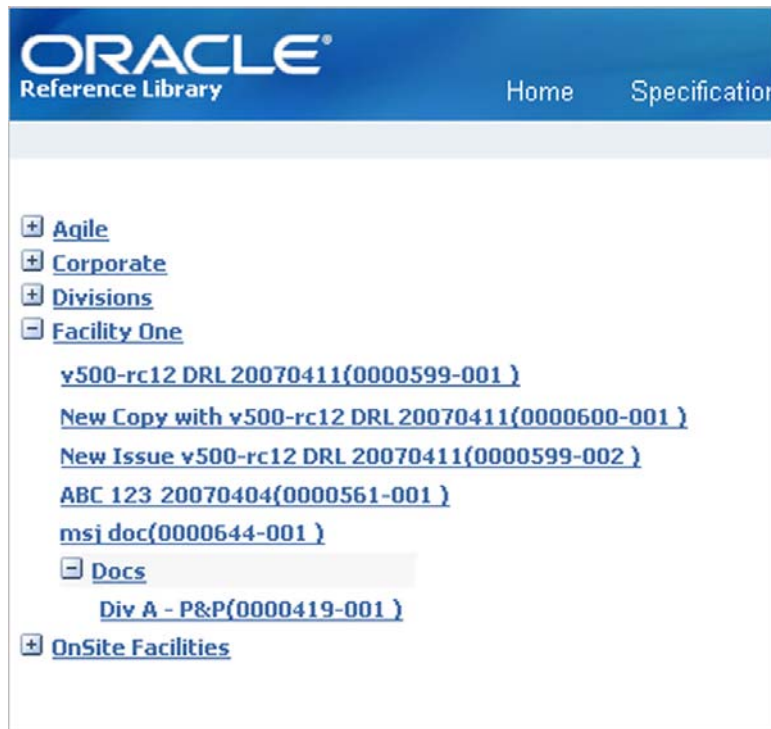 ORACLE®
Reference Library
Home Specification
Agile
Corporate
Divisions
Facility One
v500-rc12 DRL 20070411(0000599-001 )
New Copy with v500-rc12 DRL 20070411(0000600-001 )
New Issue v500-rc12 DRL 20070411(0000599-002 )
ABC 123 20070404(0000561-001 )
msj doc(0000644-001 )
Docs
Div A - P&P(0000419-001 )
OnSite Facilities